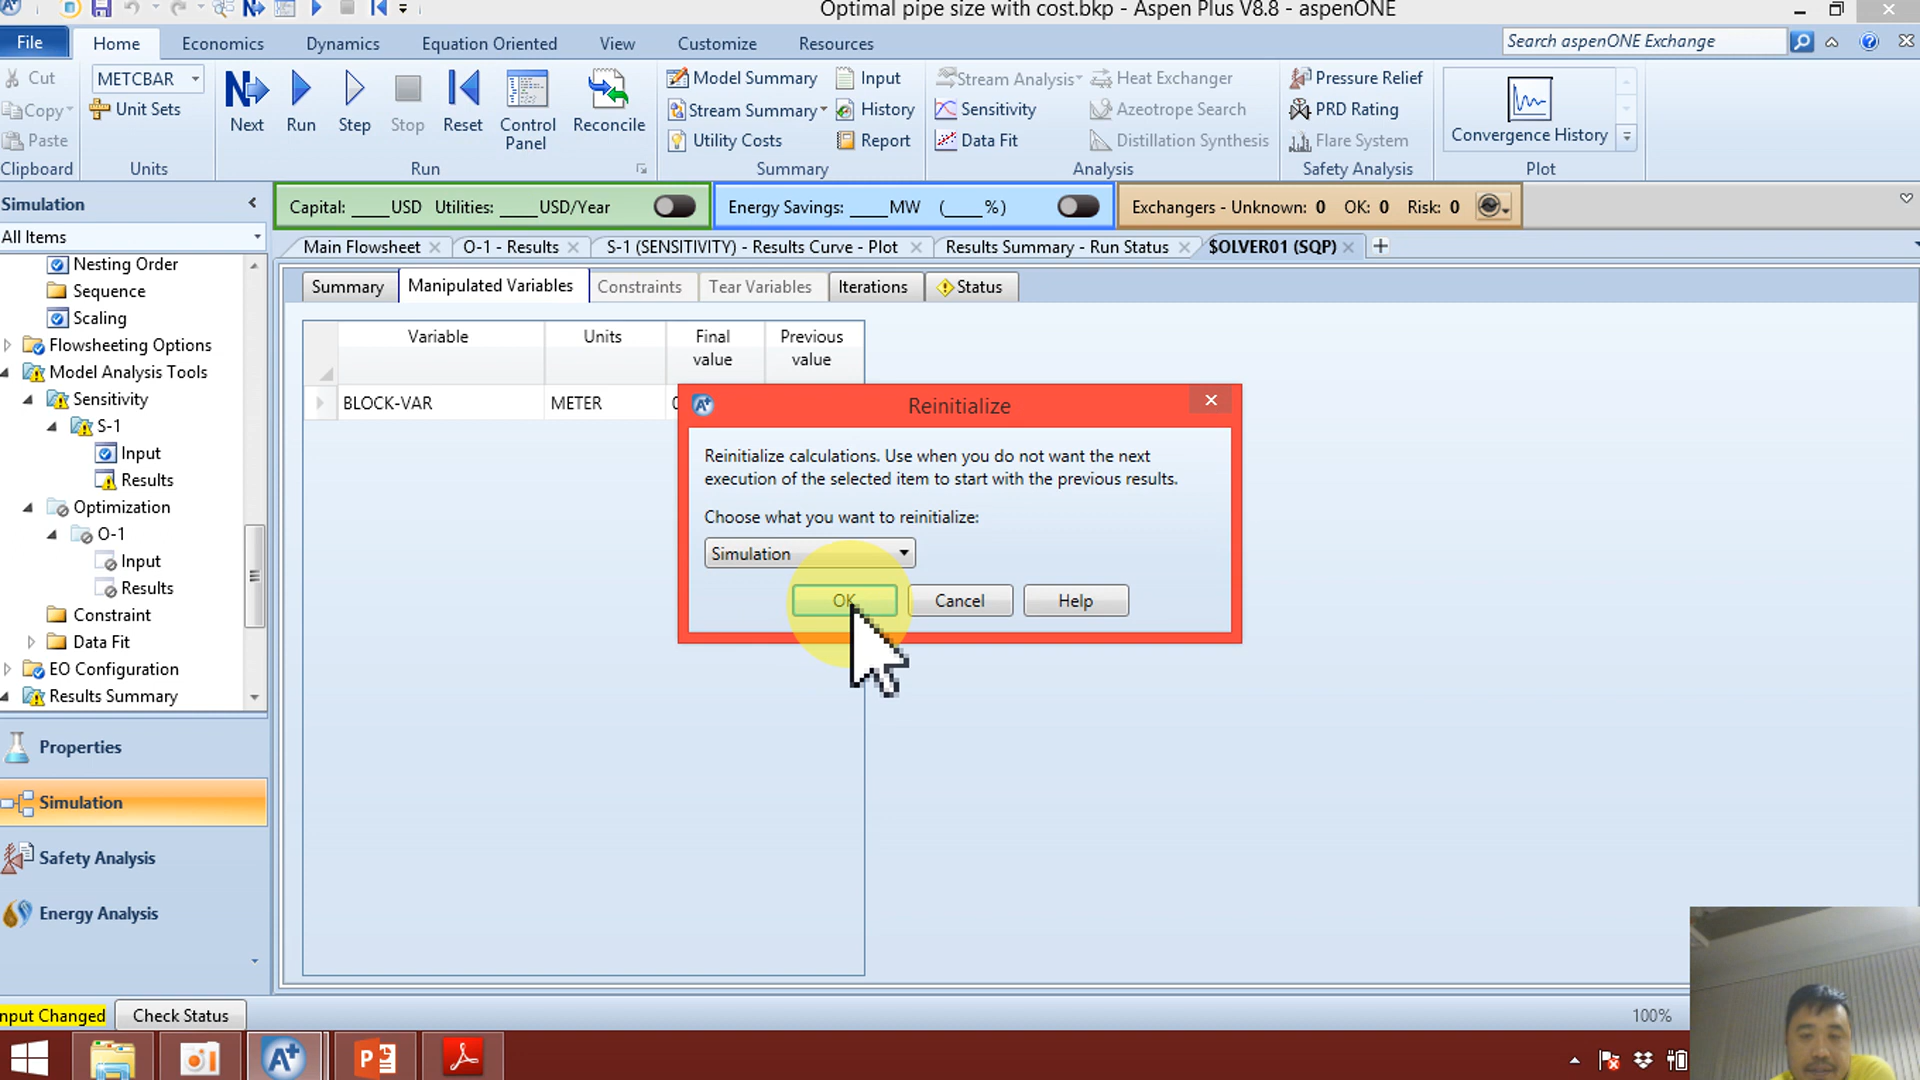 Optimal pipe size with cost.bkp - Aspen Plus V8.8 - aspenONE
File Home Economics Dynamics Equation Oriented View Customize Resources Search aspenONE Exchange
Cut METCBAR Model Summary Input Stream Analysis Heat Exchanger Pressure Relief
Copy Unit Sets Stream Summary History Sensitivity Azeotrope Search PRD Rating
Paste Next Run Step Stop Reset Control Panel Reconcile Utility Costs Report Data Fit Distillation Synthesis Flare System Convergence History
Clipboard Units Run Summary Analysis Safety Analysis Plot
Simulation Capital: ____USD Utilities: ____USD/Year Energy Savings: ____MW (____%) Exchangers - Unknown: 0 OK: 0 Risk: 0
All Items Main Flowsheet O-1 - Results S-1 (SENSITIVITY) - Results Curve - Plot Results Summary - Run Status $OLVER01 (SQP)
Nesting Order
Sequence
Scaling
Flowsheeting Options
Model Analysis Tools
Sensitivity
S-1
Input
Results
Optimization
O-1
Input
Results
Constraint
Data Fit
EO Configuration
Results Summary
Properties
Simulation
Safety Analysis
Energy Analysis
Summary Manipulated Variables Constraints Tear Variables Iterations Status
Variable Units Final value Previous value
BLOCK-VAR METER
Reinitialize
Reinitialize calculations. Use when you do not want the next
execution of the selected item to start with the previous results.
Choose what you want to reinitialize:
Simulation
OK Cancel Help
nput Changed Check Status 100%